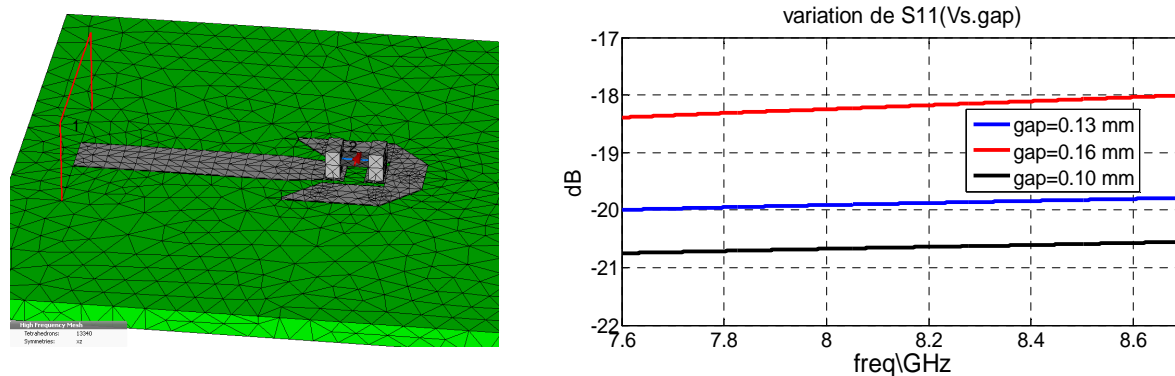 1
High Frequency Mesh
Tetrahedrons: 13340
Symmetries: xz
variation de S11(Vs.gap)
-17
-18
-19
-20
-21
-22
dB
gap=0.13 mm
gap=0.16 mm
gap=0.10 mm
7.6
7.8
8
8.2
8.4
8.6
freq\GHz